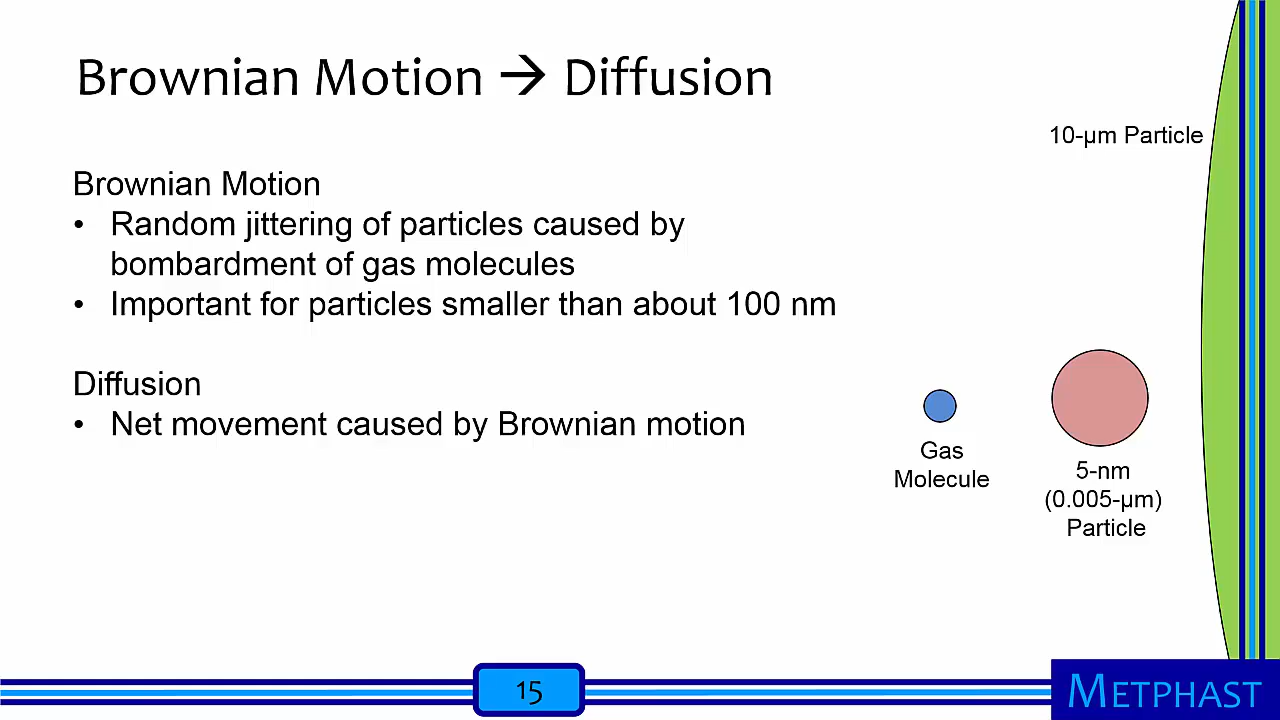 Brownian Motion → Diffusion
10-µm Particle
Brownian Motion
• Random jittering of particles caused by
bombardment of gas molecules
• Important for particles smaller than about 100 nm
Diffusion
• Net movement caused by Brownian motion
Gas
Molecule
5-nm
(0.005-µm)
Particle
15
METPHAST